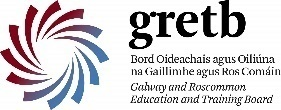 gretb
Bord Oideachais agus Oiliúna
na Gaillimhe agus Ros Comáin
Galway and Roscommon
Education and Training Board